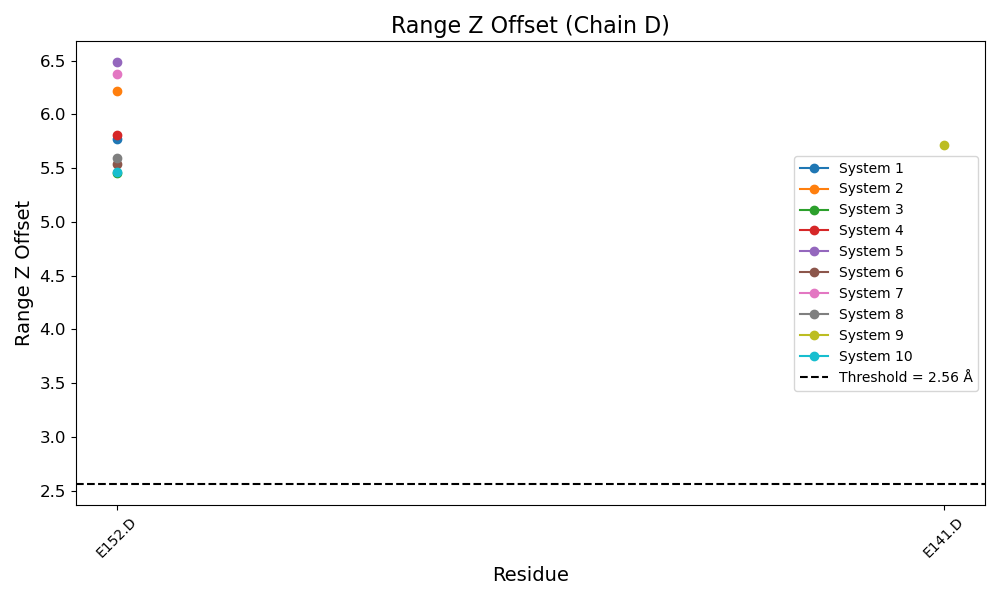 Range Z Offset (Chain D)
Range Z Offset
6.5
6.0
5.5
5.0
4.5
4.0
3.5
3.0
2.5
System 1
System 2
System 3
System 4
System 5
System 6
System 7
System 8
System 9
System 10
Threshold = 2.56 Å
E152.D
E141.D
Residue